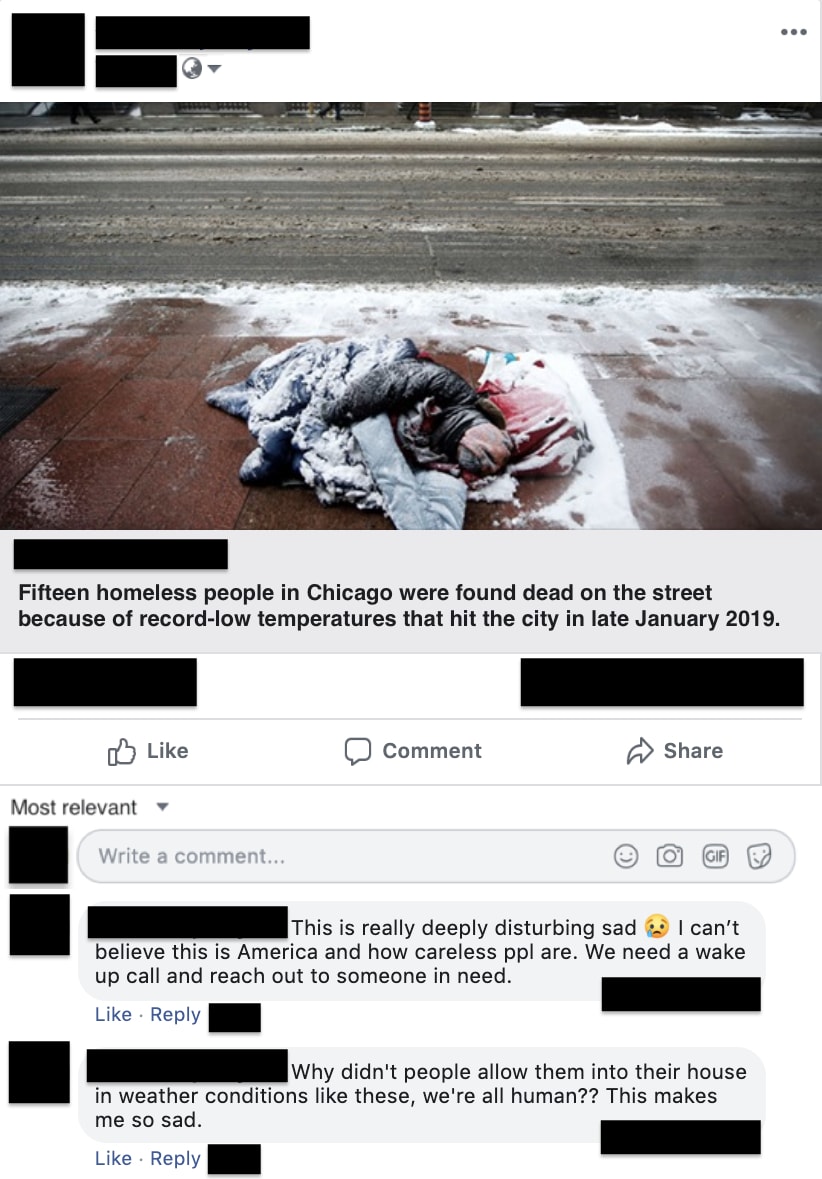 Fifteen homeless people in Chicago were found dead on the street
because of record-low temperatures that hit the city in late January 2019.
Like Comment Share
Most relevant
Write a comment... GIF
This is really deeply disturbing sad 😢 I can’t
believe this is America and how careless ppl are. We need a wake
up call and reach out to someone in need.
Like · Reply
Why didn't people allow them into their house
in weather conditions like these, we're all human?? This makes
me so sad.
Like · Reply